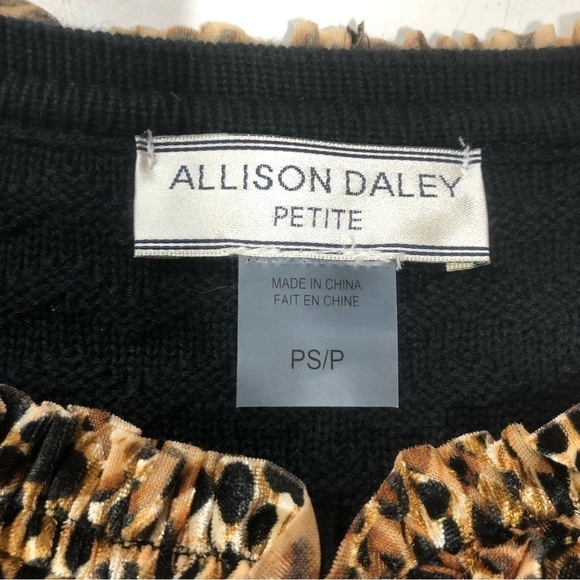 ALLISON DALEY
PETITE
MADE IN CHINA
FAIT EN CHINE
PS/P